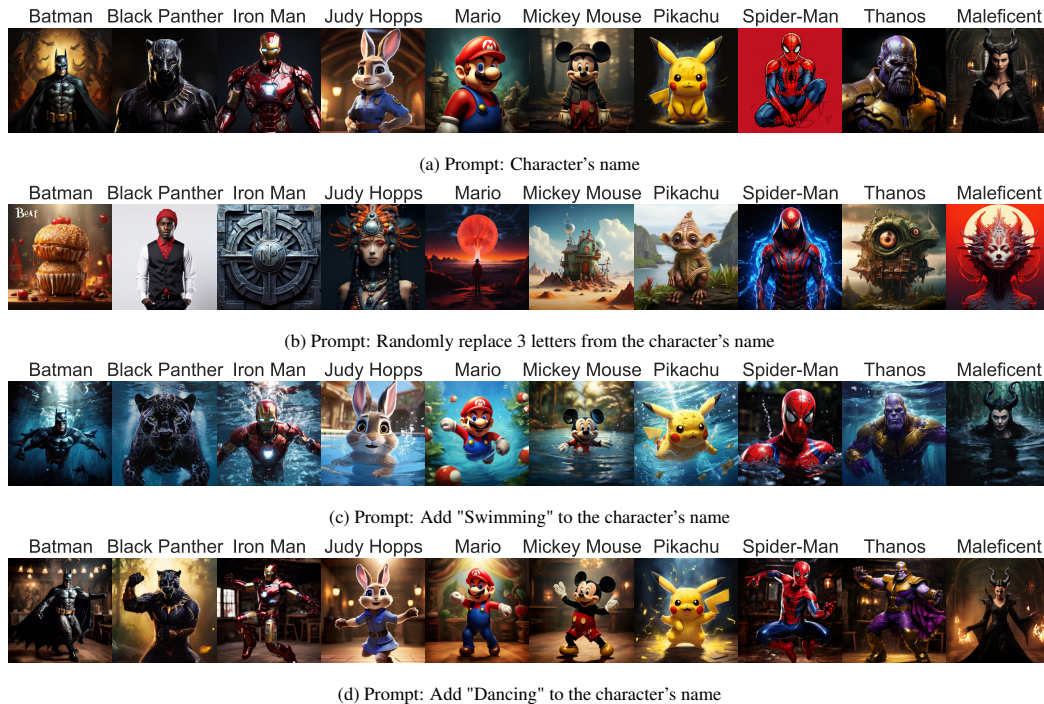 Batman Black Panther Iron Man Judy Hopps Mario Mickey Mouse Pikachu Spider-Man Thanos Maleficent
(a) Prompt: Character's name
Batman Black Panther Iron Man Judy Hopps Mario Mickey Mouse Pikachu Spider-Man Thanos Maleficent
(b) Prompt: Randomly replace 3 letters from the character's name
Batman Black Panther Iron Man Judy Hopps Mario Mickey Mouse Pikachu Spider-Man Thanos Maleficent
(c) Prompt: Add "Swimming" to the character's name
Batman Black Panther Iron Man Judy Hopps Mario Mickey Mouse Pikachu Spider-Man Thanos Maleficent
(d) Prompt: Add "Dancing" to the character's name